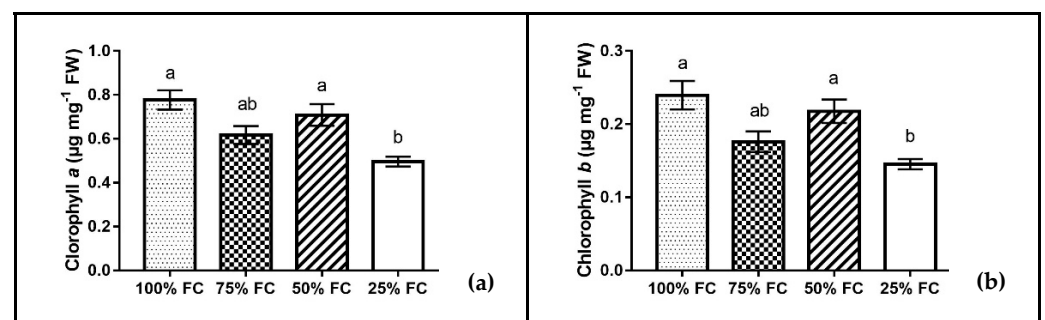 Clorophyll a (µg mg⁻¹ FW)
1.0
0.8
0.6
0.4
0.2
0.0
a
ab
a
b
100% FC 75% FC 50% FC 25% FC
(a)
Chlorophyll b (µg mg⁻¹ FW)
0.3
0.2
0.1
0.0
a
ab
a
b
100% FC 75% FC 50% FC 25% FC
(b)